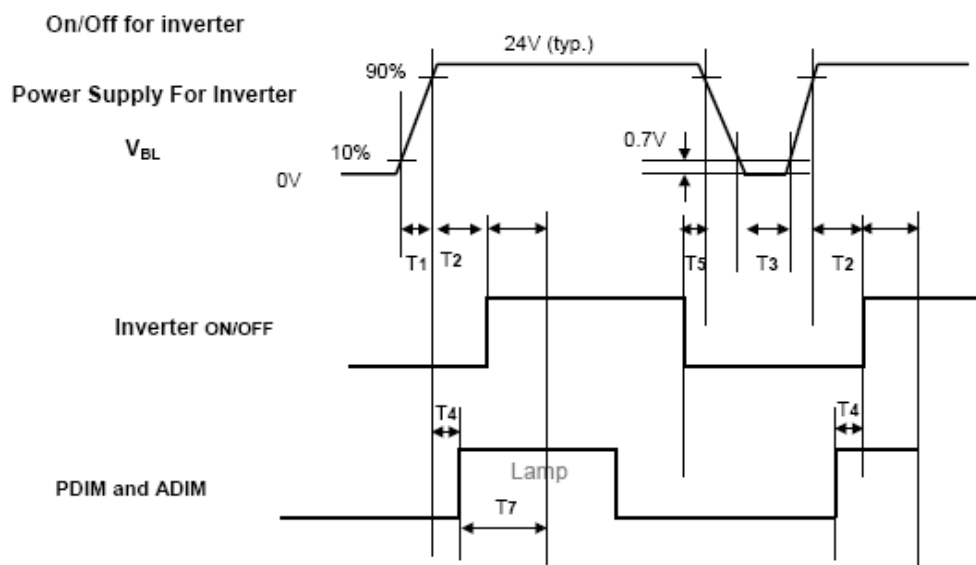 On/Off for inverter
24V (typ.)
90%
Power Supply For Inverter
VBL
0.7V
10%
0V
T1 T2 T5 T3 T2
Inverter ON/OFF
T4 T4
Lamp
PDIM and ADIM
T7